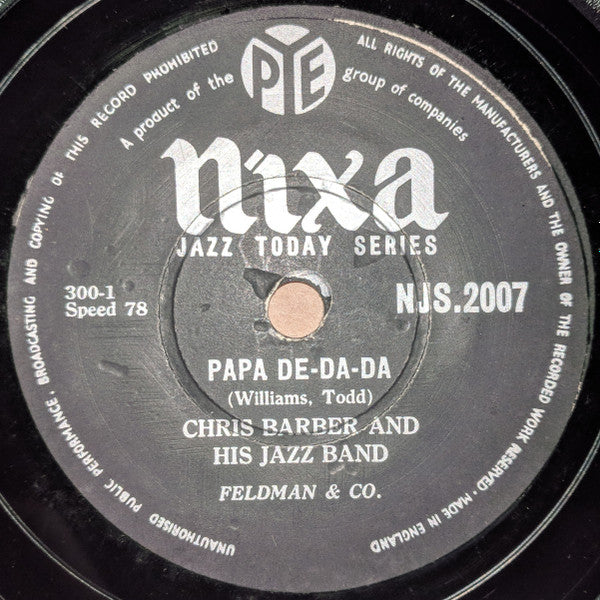 ALL RIGHTS OF THE MANUFACTURERS AND THE OWNER OF THE RECORDED WORK RESERVED • MADE IN ENGLAND
UNAUTHORISED PUBLIC PERFORMANCE, BROADCASTING AND COPYING OF THIS RECORD PROHIBITED
A product of the PYE group of companies
nixa
JAZZ TODAY SERIES
300-1
Speed 78
NJS.2007
PAPA DE-DA-DA
(Williams, Todd)
CHRIS BARBER AND
HIS JAZZ BAND
FELDMAN & CO.